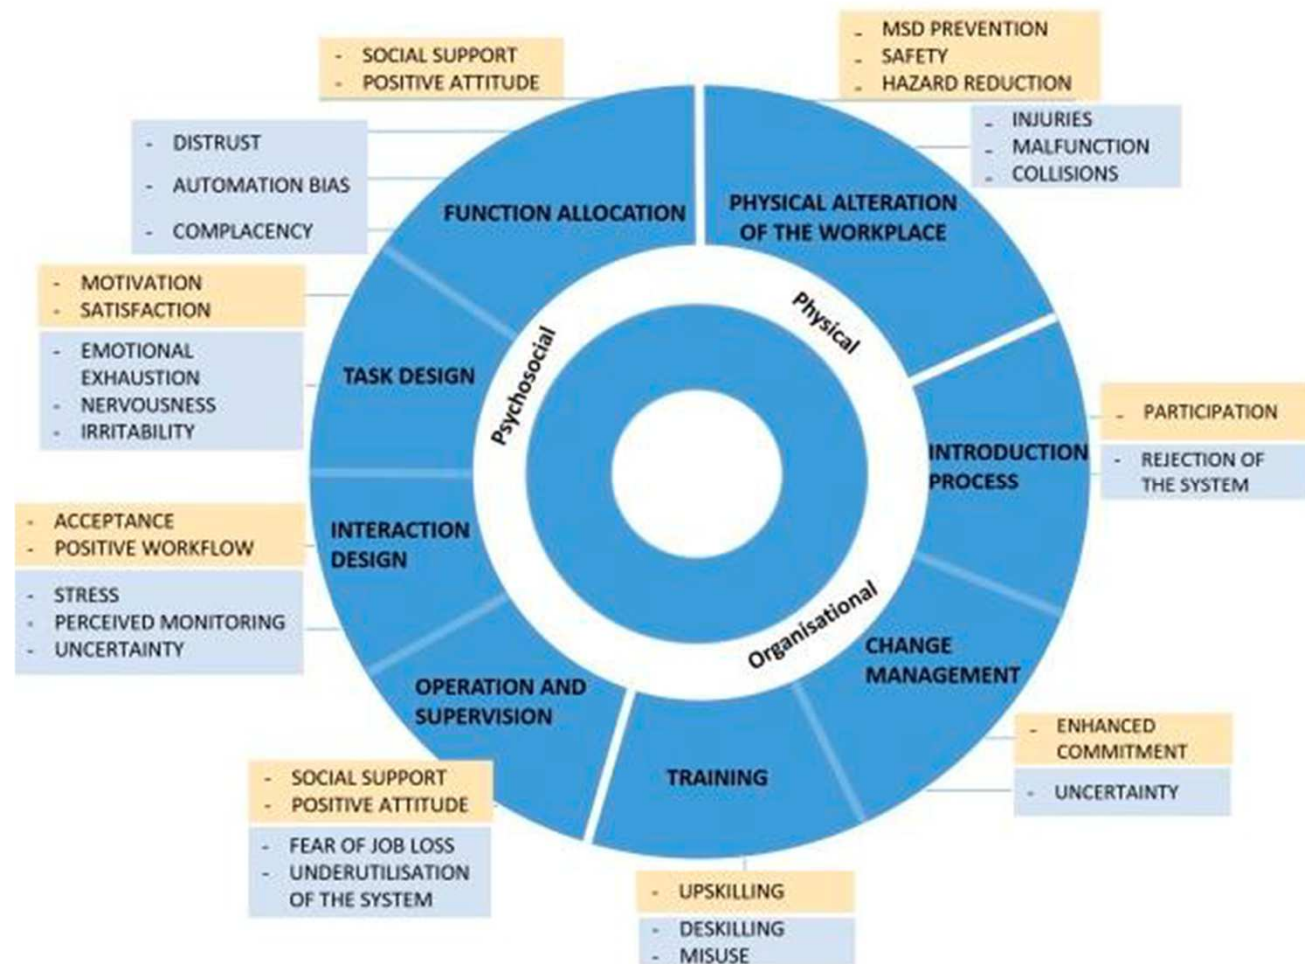 - SOCIAL SUPPORT
- POSITIVE ATTITUDE
- MSD PREVENTION
- SAFETY
- HAZARD REDUCTION
- DISTRUST
- AUTOMATION BIAS
- COMPLACENCY
- INJURIES
- MALFUNCTION
- COLLISIONS
FUNCTION ALLOCATION
PHYSICAL ALTERATION
OF THE WORKPLACE
- MOTIVATION
- SATISFACTION
- EMOTIONAL
EXHAUSTION
- NERVOUSNESS
- IRRITABILITY
TASK DESIGN
Psychosocial
Physical
- PARTICIPATION
- REJECTION OF
THE SYSTEM
INTRODUCTION
PROCESS
- ACCEPTANCE
- POSITIVE WORKFLOW
- STRESS
- PERCEIVED MONITORING
- UNCERTAINTY
INTERACTION
DESIGN
Organisational
CHANGE
MANAGEMENT
OPERATION AND
SUPERVISION
- ENHANCED
COMMITMENT
- UNCERTAINTY
TRAINING
- SOCIAL SUPPORT
- POSITIVE ATTITUDE
- FEAR OF JOB LOSS
- UNDERUTILISATION
OF THE SYSTEM
- UPSKILLING
- DESKILLING
- MISUSE